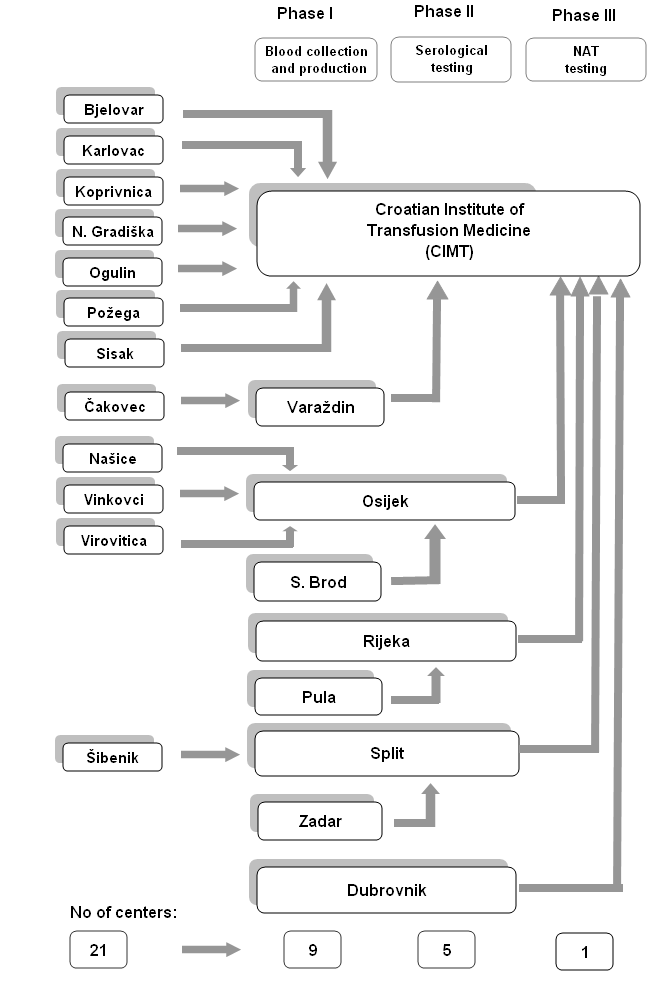 Phase I
Phase II
Phase III
Blood collection
and production
Serological
testing
NAT
testing
Bjelovar
Karlovac
Koprivnica
N. Gradiška
Ogulin
Požega
Sisak
Croatian Institute of
Transfusion Medicine
(CIMT)
Čakovec
Varaždin
Našice
Vinkovci
Virovitica
Osijek
S. Brod
Rijeka
Pula
Šibenik
Split
Zadar
Dubrovnik
No of centers:
21
9
5
1